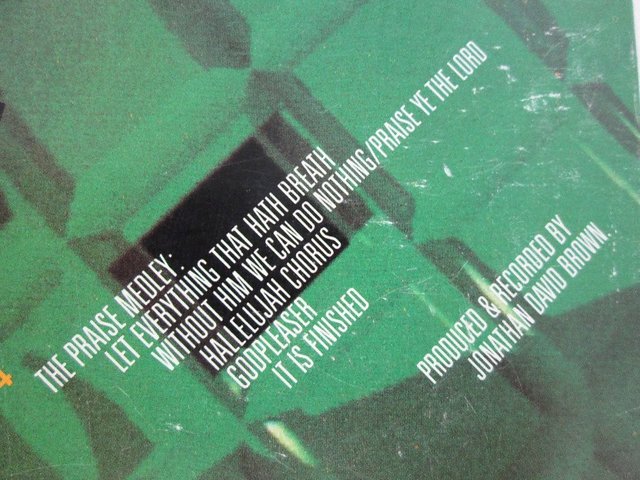 4
THE PRAISE MEDLEY:
LET EVERYTHING THAT HATH BREATH
WITHOUT HIM WE CAN DO NOTHING/PRAISE YE THE LORD
HALLELUJAH CHORUS
GODPLEASER
IT IS FINISHED
PRODUCED & RECORDED BY
JONATHAN DAVID BROWN.